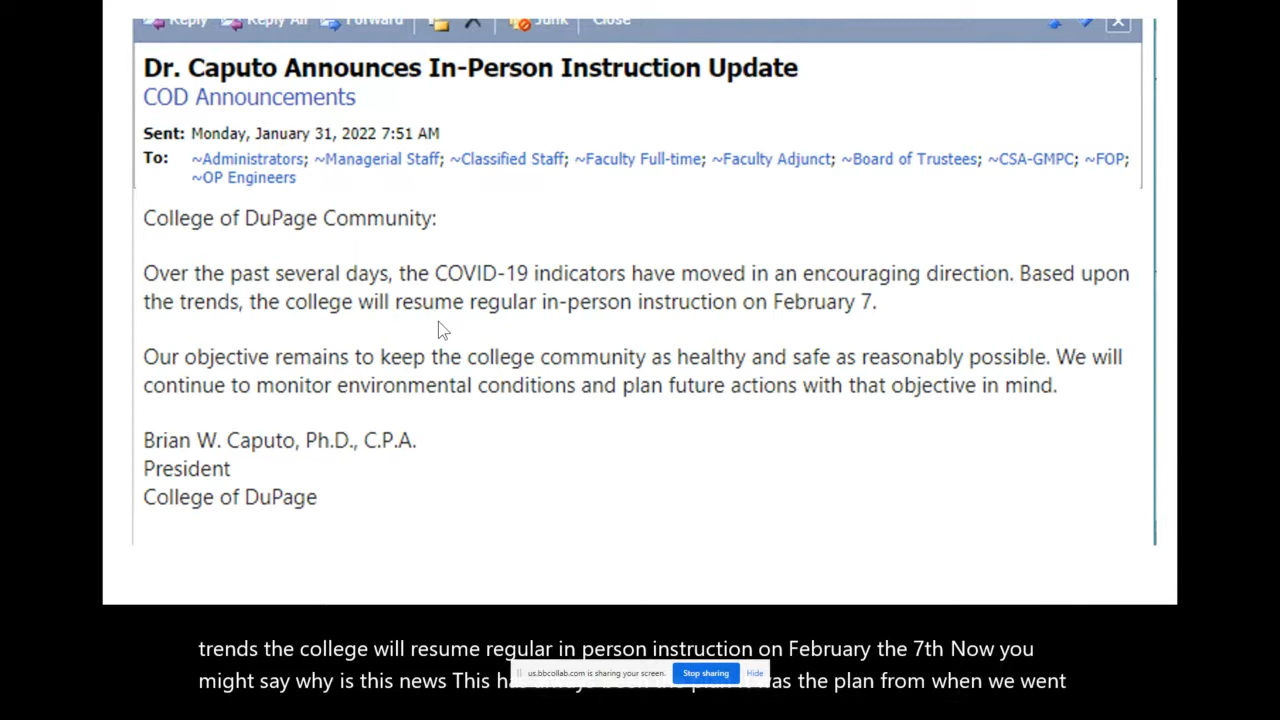 Reply Reply All Forward Junk Close
Dr. Caputo Announces In-Person Instruction Update
COD Announcements
Sent: Monday, January 31, 2022 7:51 AM
To: ~Administrators; ~Managerial Staff; ~Classified Staff; ~Faculty Full-time; ~Faculty Adjunct; ~Board of Trustees; ~CSA-GMPC; ~FOP;
~OP Engineers
College of DuPage Community:
Over the past several days, the COVID-19 indicators have moved in an encouraging direction. Based upon
the trends, the college will resume regular in-person instruction on February 7.
Our objective remains to keep the college community as healthy and safe as reasonably possible. We will
continue to monitor environmental conditions and plan future actions with that objective in mind.
Brian W. Caputo, Ph.D., C.P.A.
President
College of DuPage
trends the college will resume regular in person instruction on February the 7th Now you
us.bbcollab.com is sharing your screen. Stop sharing Hide
might say why is this news This was the plan from when we went